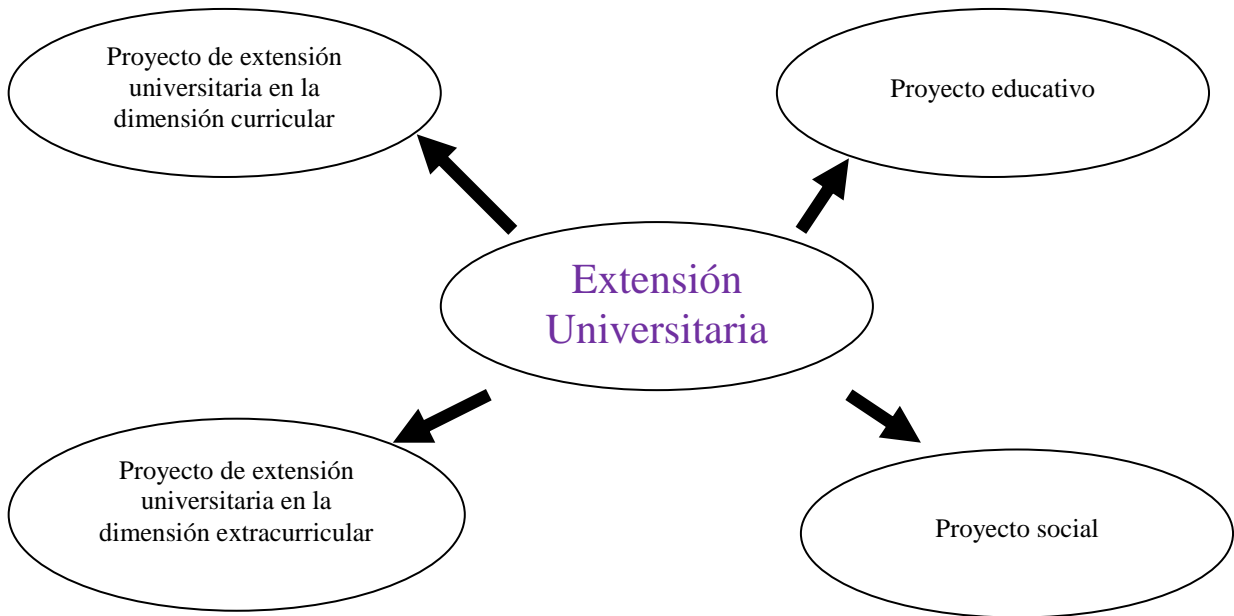 Proyecto de extensión
universitaria en la
dimensión curricular
Proyecto educativo
Extensión
Universitaria
Proyecto de extensión
universitaria en la
dimensión extracurricular
Proyecto social